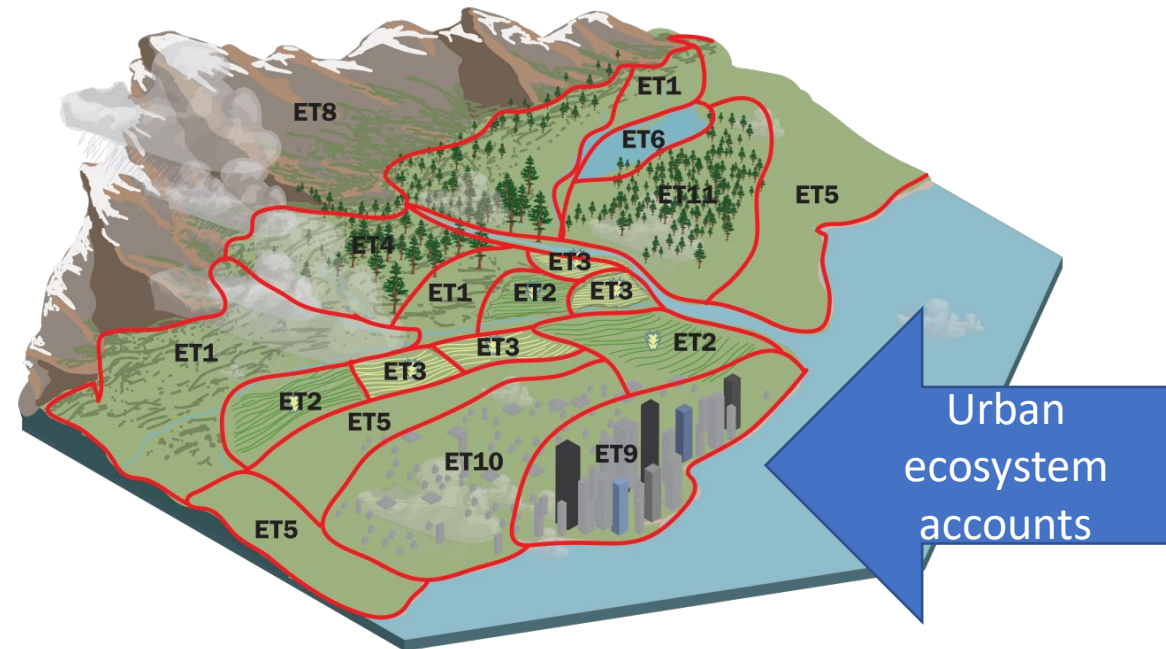 ET1
ET8
ET6
ET11
ET5
ET4
ET3
ET1
ET2
ET3
ET1
ET3
ET2
ET3
ET2
ET5
ET10
ET9
ET5
Urban
ecosystem
accounts